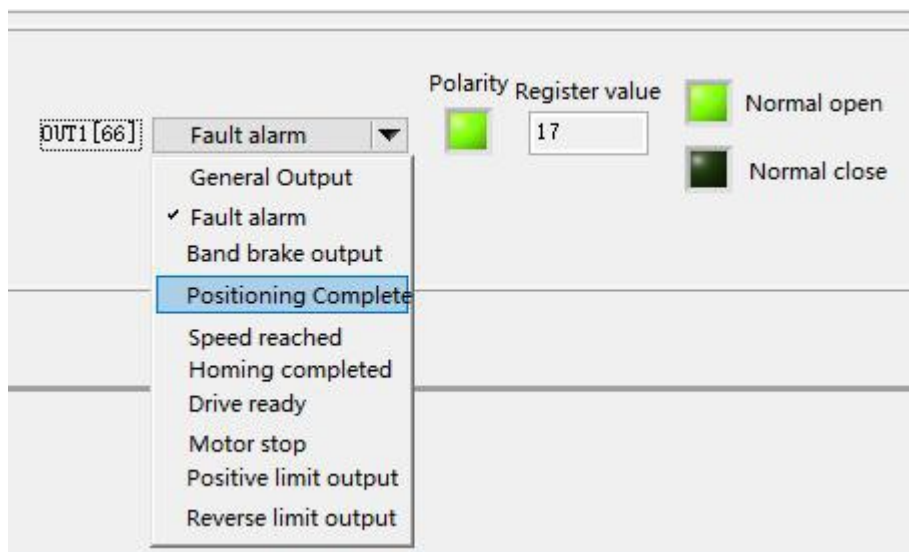 Polarity
Register value
OUT1[66]
Fault alarm
17
Normal open
Normal close
General Output
Fault alarm
Band brake output
Positioning Complete
Speed reached
Homing completed
Drive ready
Motor stop
Positive limit output
Reverse limit output